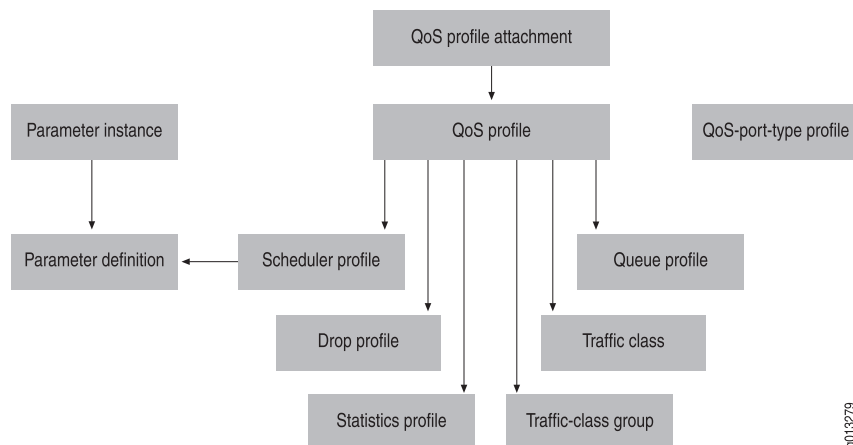 QoS profile attachment
Parameter instance
QoS profile
QoS-port-type profile
Parameter definition
Scheduler profile
Queue profile
Drop profile
Traffic class
Statistics profile
Traffic-class group